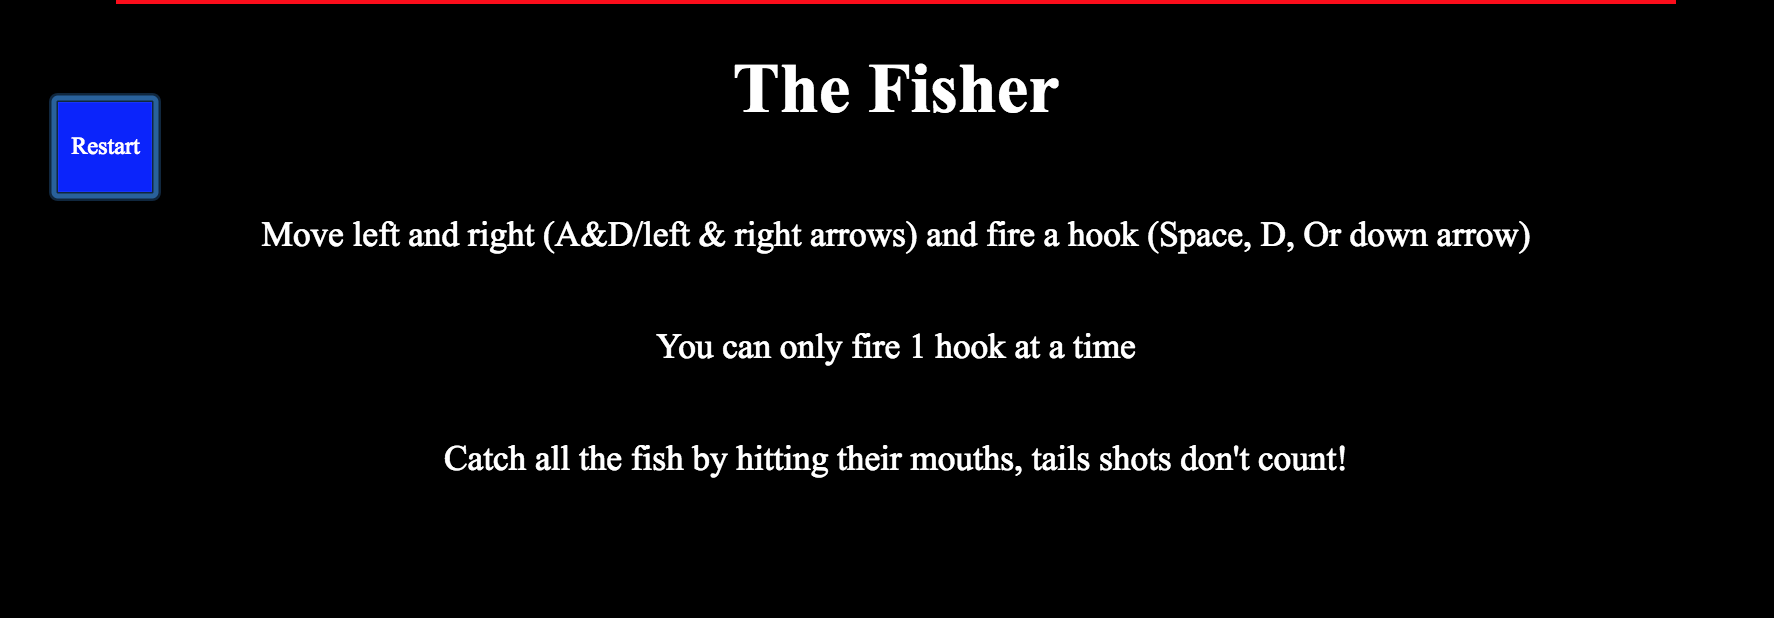 The Fisher
Restart
Move left and right (A&D/left & right arrows) and fire a hook (Space, D, Or down arrow)
You can only fire 1 hook at a time
Catch all the fish by hitting their mouths, tails shots don't count!